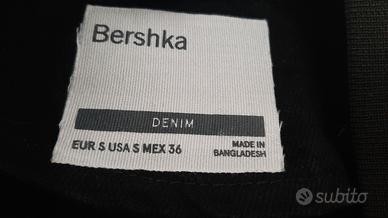 Bershka
DENIM
EUR S USA S MEX 36
MADE IN
BANGLADESH
subito